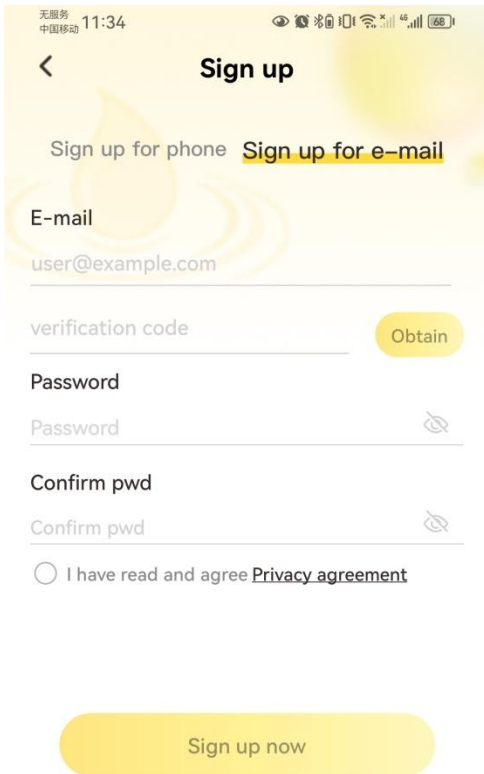 无服务
中国移动 11:34 46 68
Sign up
Sign up for phone Sign up for e-mail
E-mail
user@example.com
verification code Obtain
Password
Password
Confirm pwd
Confirm pwd
I have read and agree Privacy agreement
Sign up now